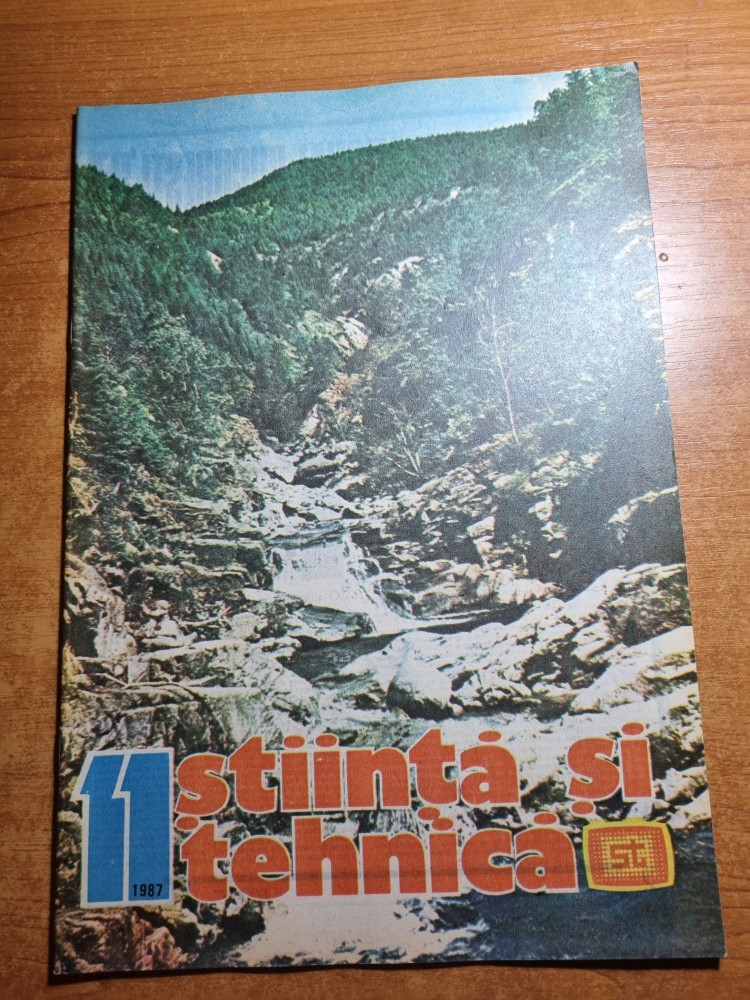 11
1987
știință și
tehnică
st